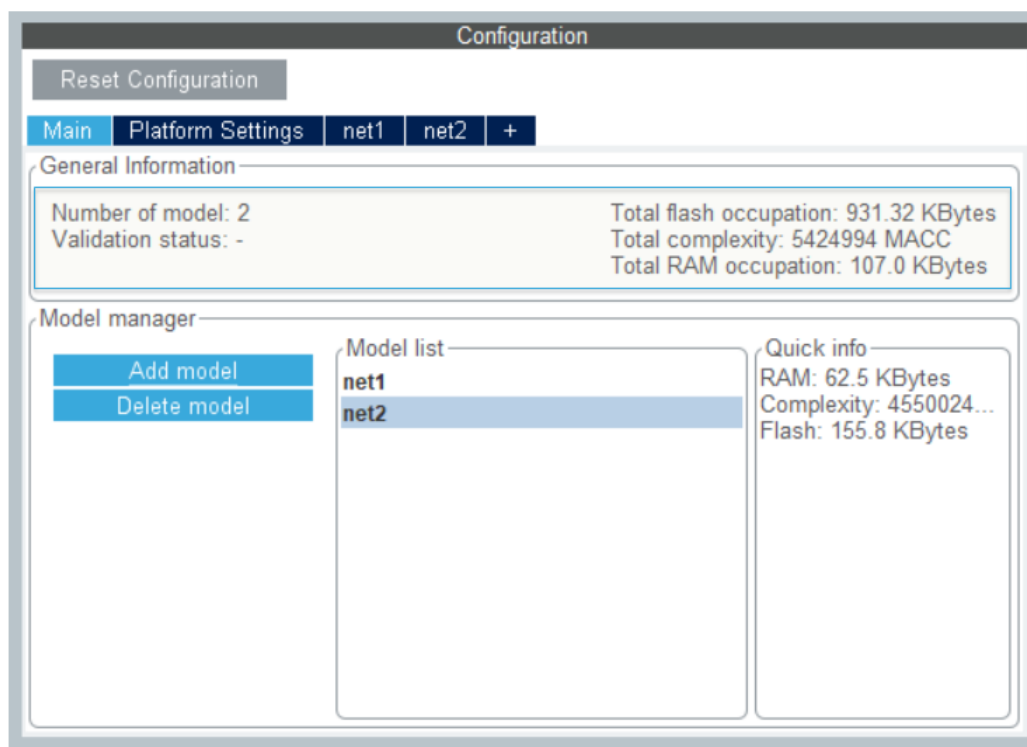 Configuration
Reset Configuration
Main Platform Settings net1 net2 +
General Information
Number of model: 2
Validation status: -
Total flash occupation: 931.32 KBytes
Total complexity: 5424994 MACC
Total RAM occupation: 107.0 KBytes
Model manager
Add model
Delete model
Model list
net1
net2
Quick info
RAM: 62.5 KBytes
Complexity: 4550024...
Flash: 155.8 KBytes